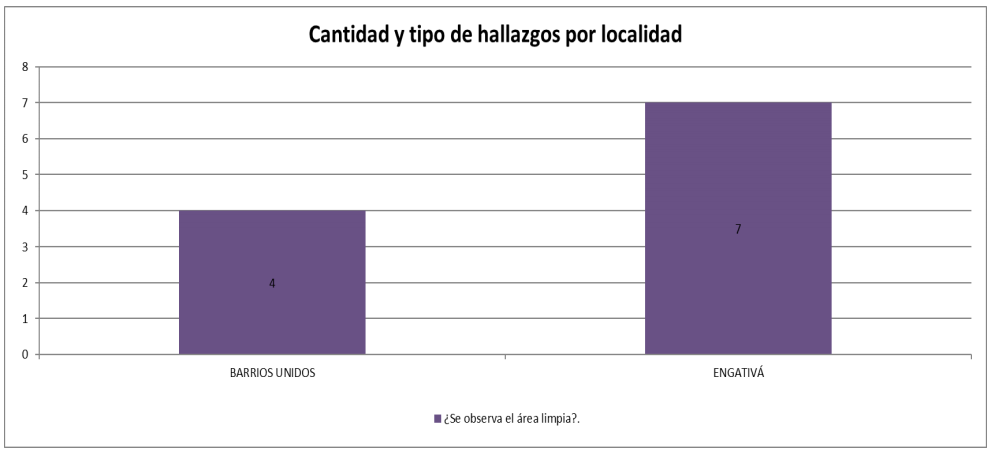 Cantidad y tipo de hallazgos por localidad
8
7
6
5
4
3
2
1
0
4
7
BARRIOS UNIDOS
ENGATIVÁ
¿Se observa el área limpia?.